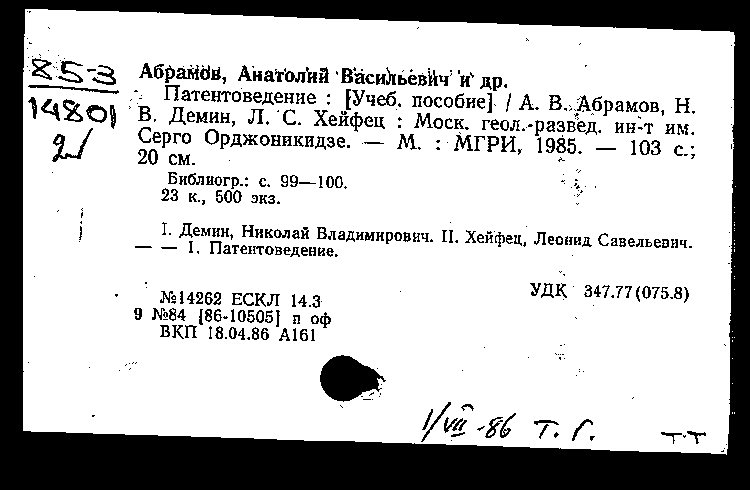 853
14801
Абрамов, Анатолий Васильевич и др.
Патентоведение : [Учеб. пособие] / А. В. Абрамов, Н.
В. Демин, Л. С. Хейфец ; Моск. геол.-развед. ин-т им.
Серго Орджоникидзе. — М. : МГРИ, 1985. — 103 с.;
20 см.
Библиогр.: с. 99—100.
23 к., 500 экз.
I. Демин, Николай Владимирович. II. Хейфец, Леонид Савельевич.
— — 1. Патентоведение.
УДК 347.77(075.8)
№14262 ЕСКЛ 14.3
9 №84 [86-10505] п оф
ВКП 18.04.86 А161
1/VII-86 Т. Г. Т.Т